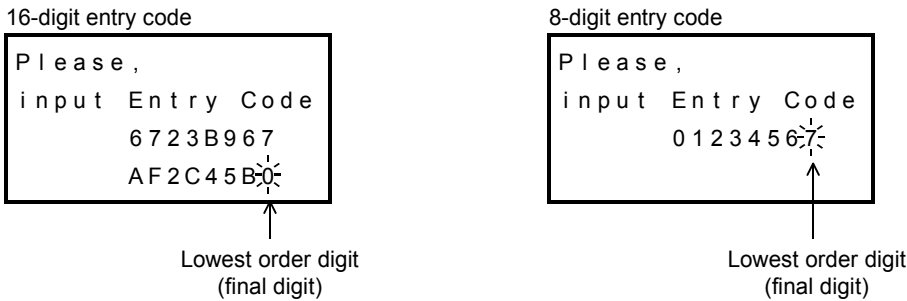 16-digit entry code
Please,
input Entry Code
6723B967
AF2C45B0
Lowest order digit
(final digit)
8-digit entry code
Please,
input Entry Code
01234567
Lowest order digit
(final digit)